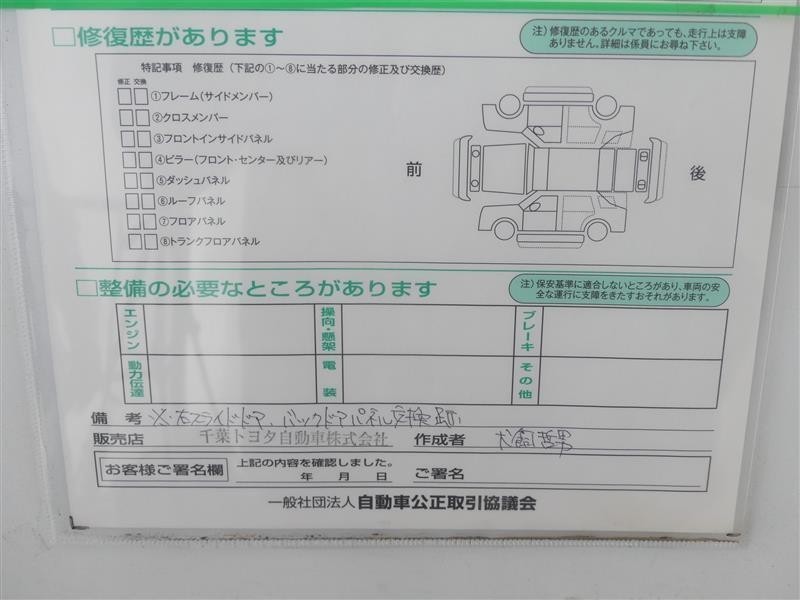 □修復歴があります
注）修復歴のあるクルマであっても、走行上は支障
ありません。詳細は係員にお尋ね下さい。
特記事項 修復歴（下記の①～⑧に当たる部分の修正及び交換歴）
修正 交換
①フレーム（サイドメンバー）
②クロスメンバー
③フロントインサイドパネル
④ピラー（フロント・センター及びリアー）
⑤ダッシュパネル
⑥ルーフパネル
⑦フロアパネル
⑧トランクフロアパネル
前
後
□整備の必要なところがあります
注）保安基準に適合しないところがあり、車両の安
全な運行に支障をきたすおそれがあります。
エンジン
操向・懸架
ブレーキ
動力伝達
電装
その他
備考 ※右スライドドア、バックドアパネル交換跡
販売店 千葉トヨタ自動車株式会社 作成者 犬飼哲男
お客様ご署名欄 上記の内容を確認しました。
年 月 日 ご署名
一般社団法人 自動車公正取引協議会